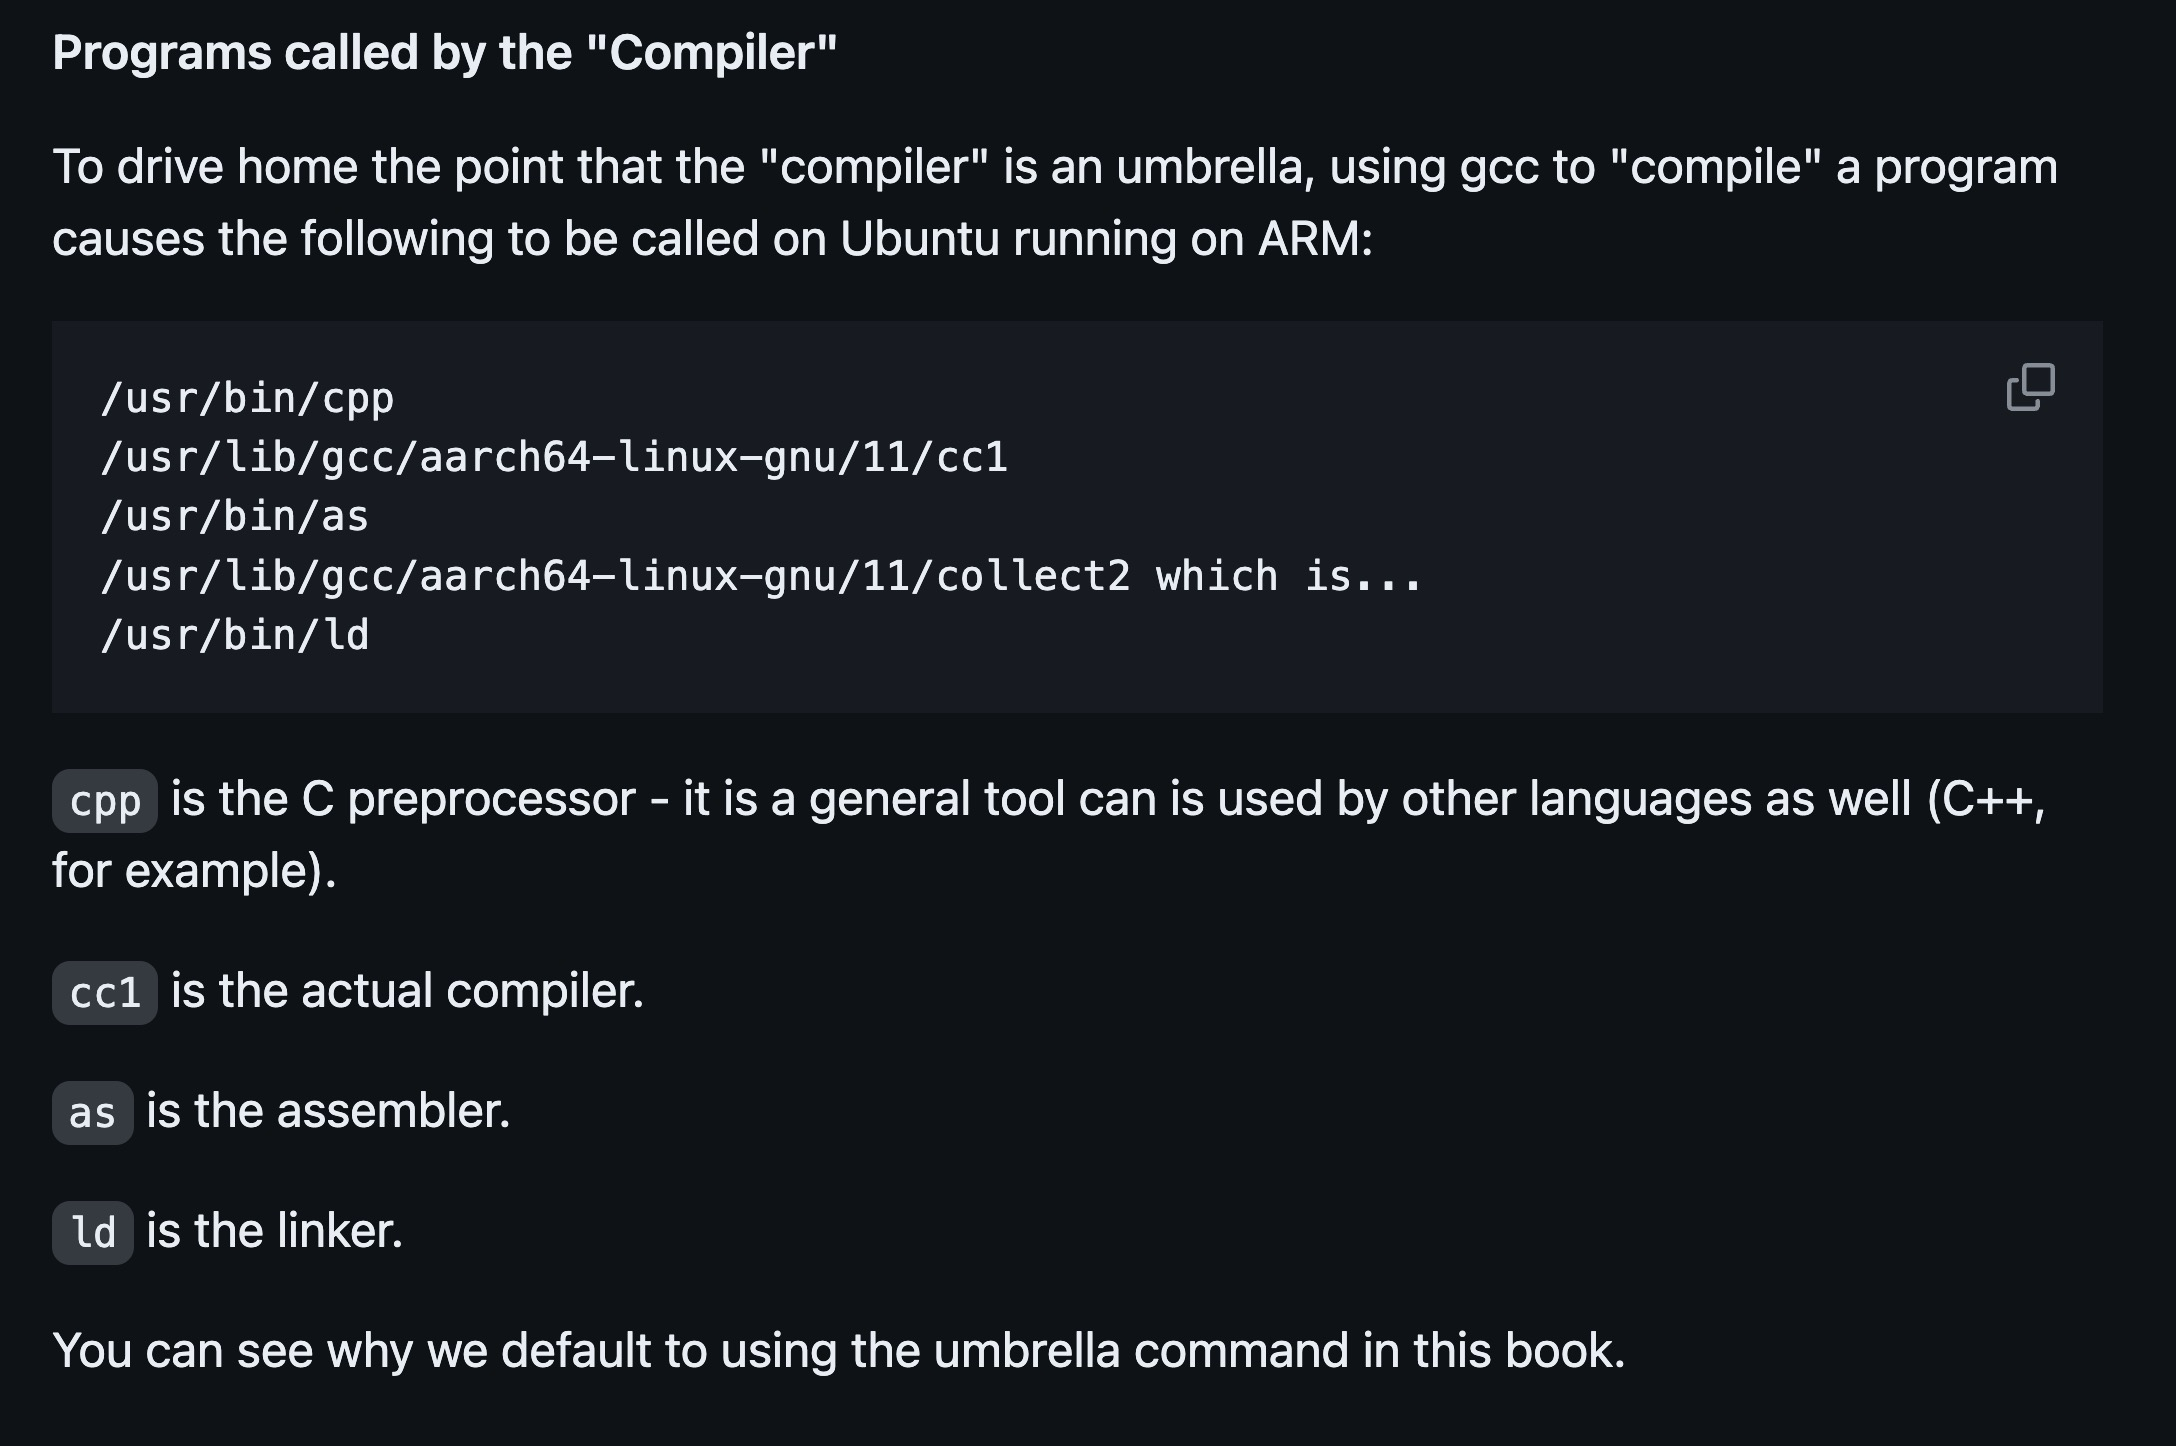 Programs called by the "Compiler"
To drive home the point that the "compiler" is an umbrella, using gcc to "compile" a program
causes the following to be called on Ubuntu running on ARM:
/usr/bin/cpp
/usr/lib/gcc/aarch64-linux-gnu/11/cc1
/usr/bin/as
/usr/lib/gcc/aarch64-linux-gnu/11/collect2 which is...
/usr/bin/ld
cpp is the C preprocessor - it is a general tool can is used by other languages as well (C++,
for example).
cc1 is the actual compiler.
as is the assembler.
ld is the linker.
You can see why we default to using the umbrella command in this book.